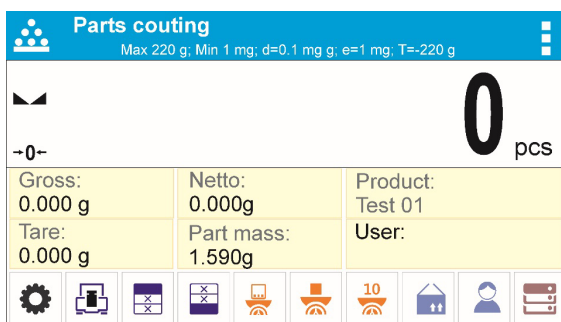 Parts couting
Max 220 g; Min 1 mg; d=0.1 mg g; e=1 mg; T=-220 g
0 pcs
→0←
Gross:
0.000 g
Netto:
0.000g
Product:
Test 01
Tare:
0.000 g
Part mass:
1.590g
User:
10